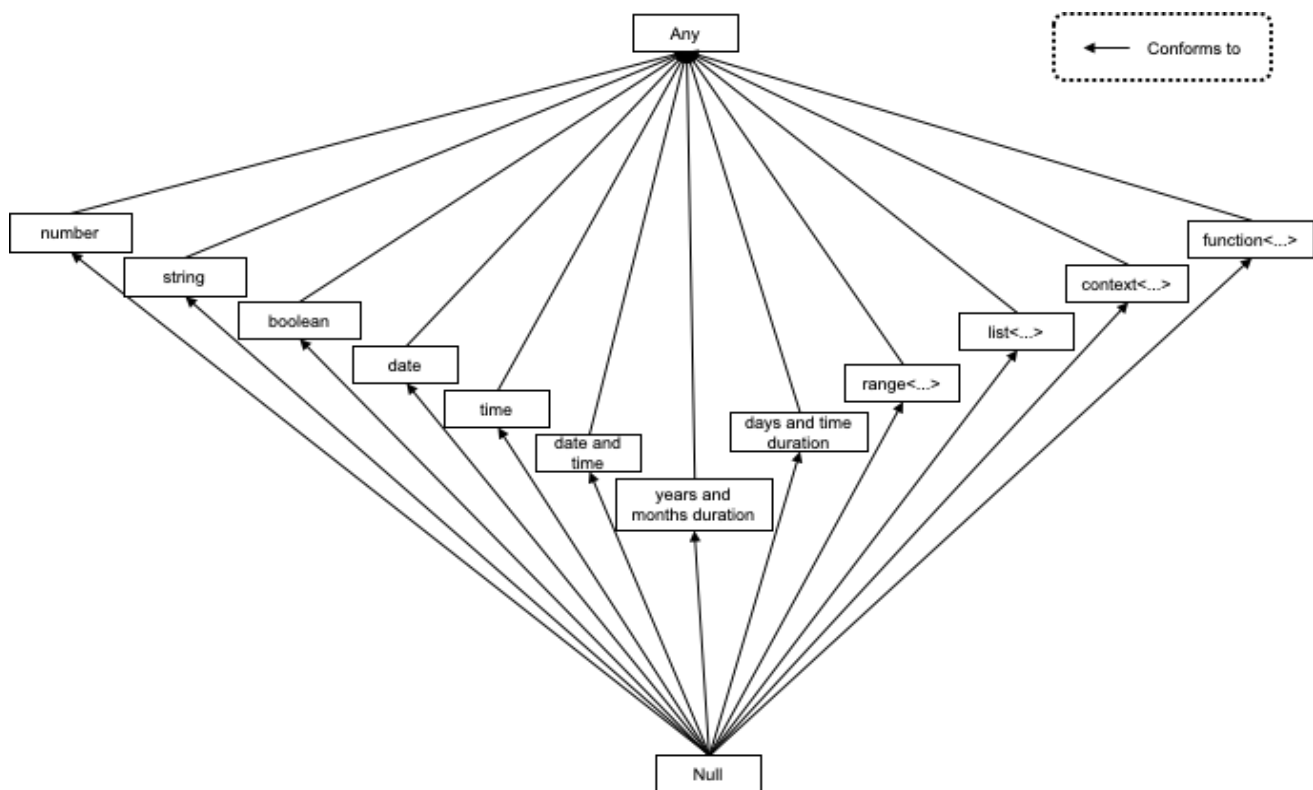 Any
Conforms to
number
function<...>
string
context<...>
boolean
list<...>
date
range<...>
time
days and time
duration
date and
time
years and
months duration
Null